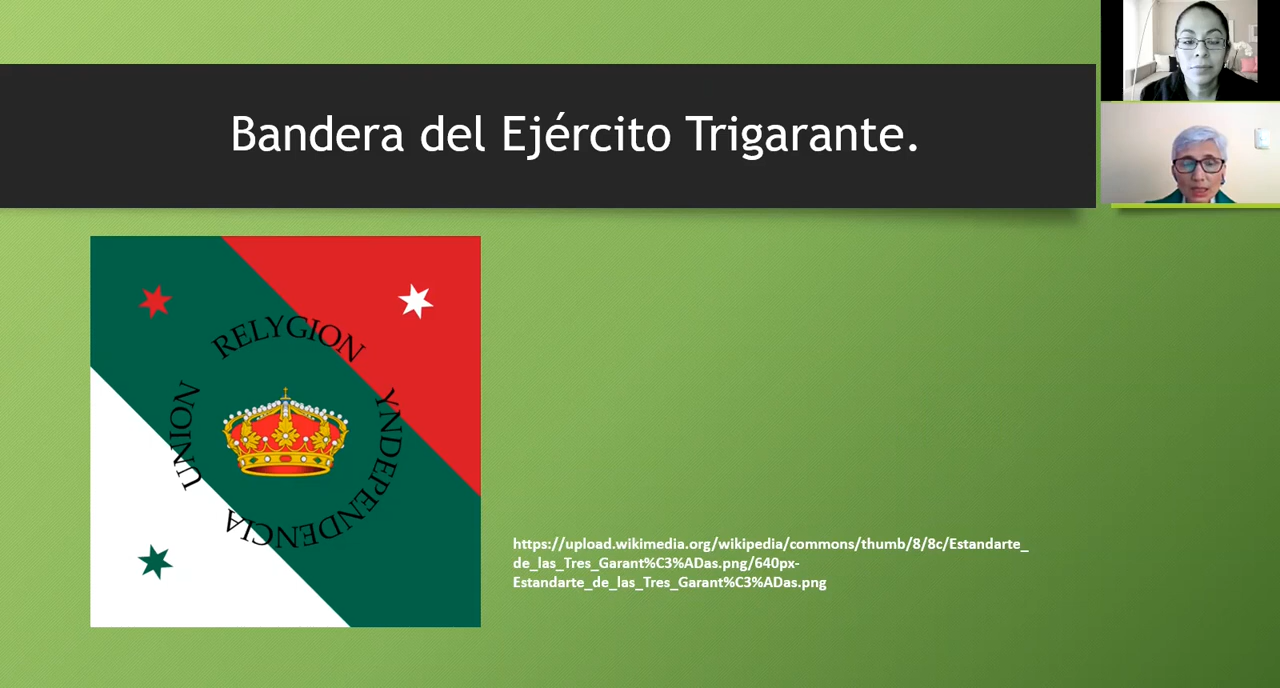 Bandera del Ejército Trigarante.
RELYGION
YNDEPENDENCIA
UNION
https://upload.wikimedia.org/wikipedia/commons/thumb/8/8c/Estandarte_
de_las_Tres_Garant%C3%ADas.png/640px-
Estandarte_de_las_Tres_Garant%C3%ADas.png